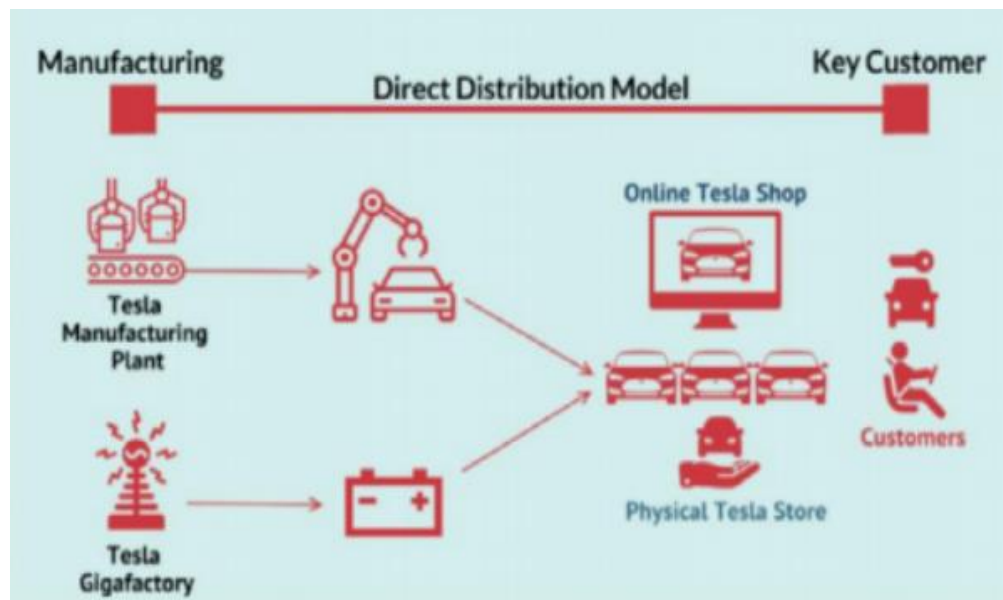 Manufacturing
Key Customer
Direct Distribution Model
Online Tesla Shop
Tesla
Manufacturing
Plant
Customers
Physical Tesla Store
Tesla
Gigafactory